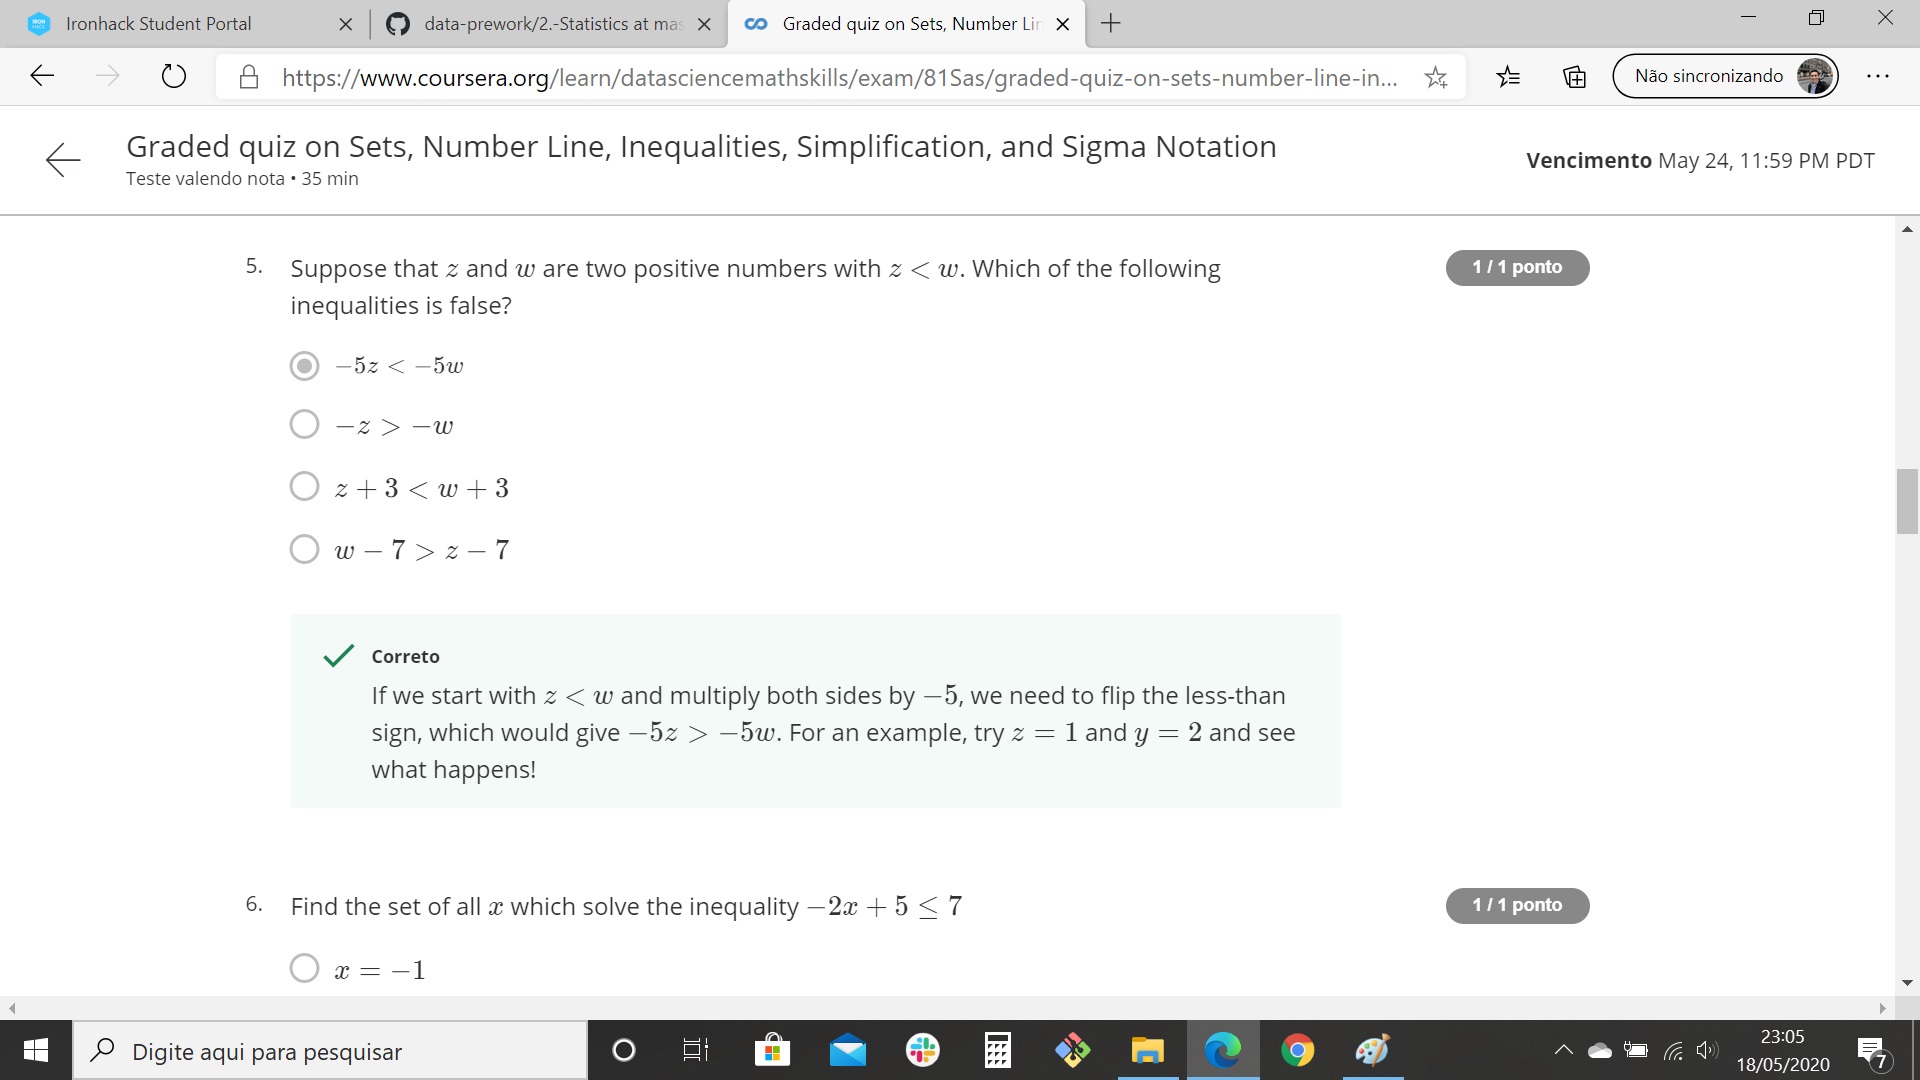 Ironhack Student Portal
data-prework/2.-Statistics at mas
Graded quiz on Sets, Number Lin
https://www.coursera.org/learn/datasciencemathskills/exam/81Sas/graded-quiz-on-sets-number-line-in...
Não sincronizando
Graded quiz on Sets, Number Line, Inequalities, Simplification, and Sigma Notation
Teste valendo nota • 35 min
Vencimento May 24, 11:59 PM PDT
5. Suppose that z and w are two positive numbers with z < w. Which of the following
1 / 1 ponto
inequalities is false?
−5z < −5w
−z > −w
z + 3 < w + 3
w − 7 > z − 7
Correto
If we start with z < w and multiply both sides by −5, we need to flip the less-than
sign, which would give −5z > −5w. For an example, try z = 1 and y = 2 and see
what happens!
6. Find the set of all x which solve the inequality −2x + 5 ≤ 7
1 / 1 ponto
x = −1
Digite aqui para pesquisar
23:05
18/05/2020
7